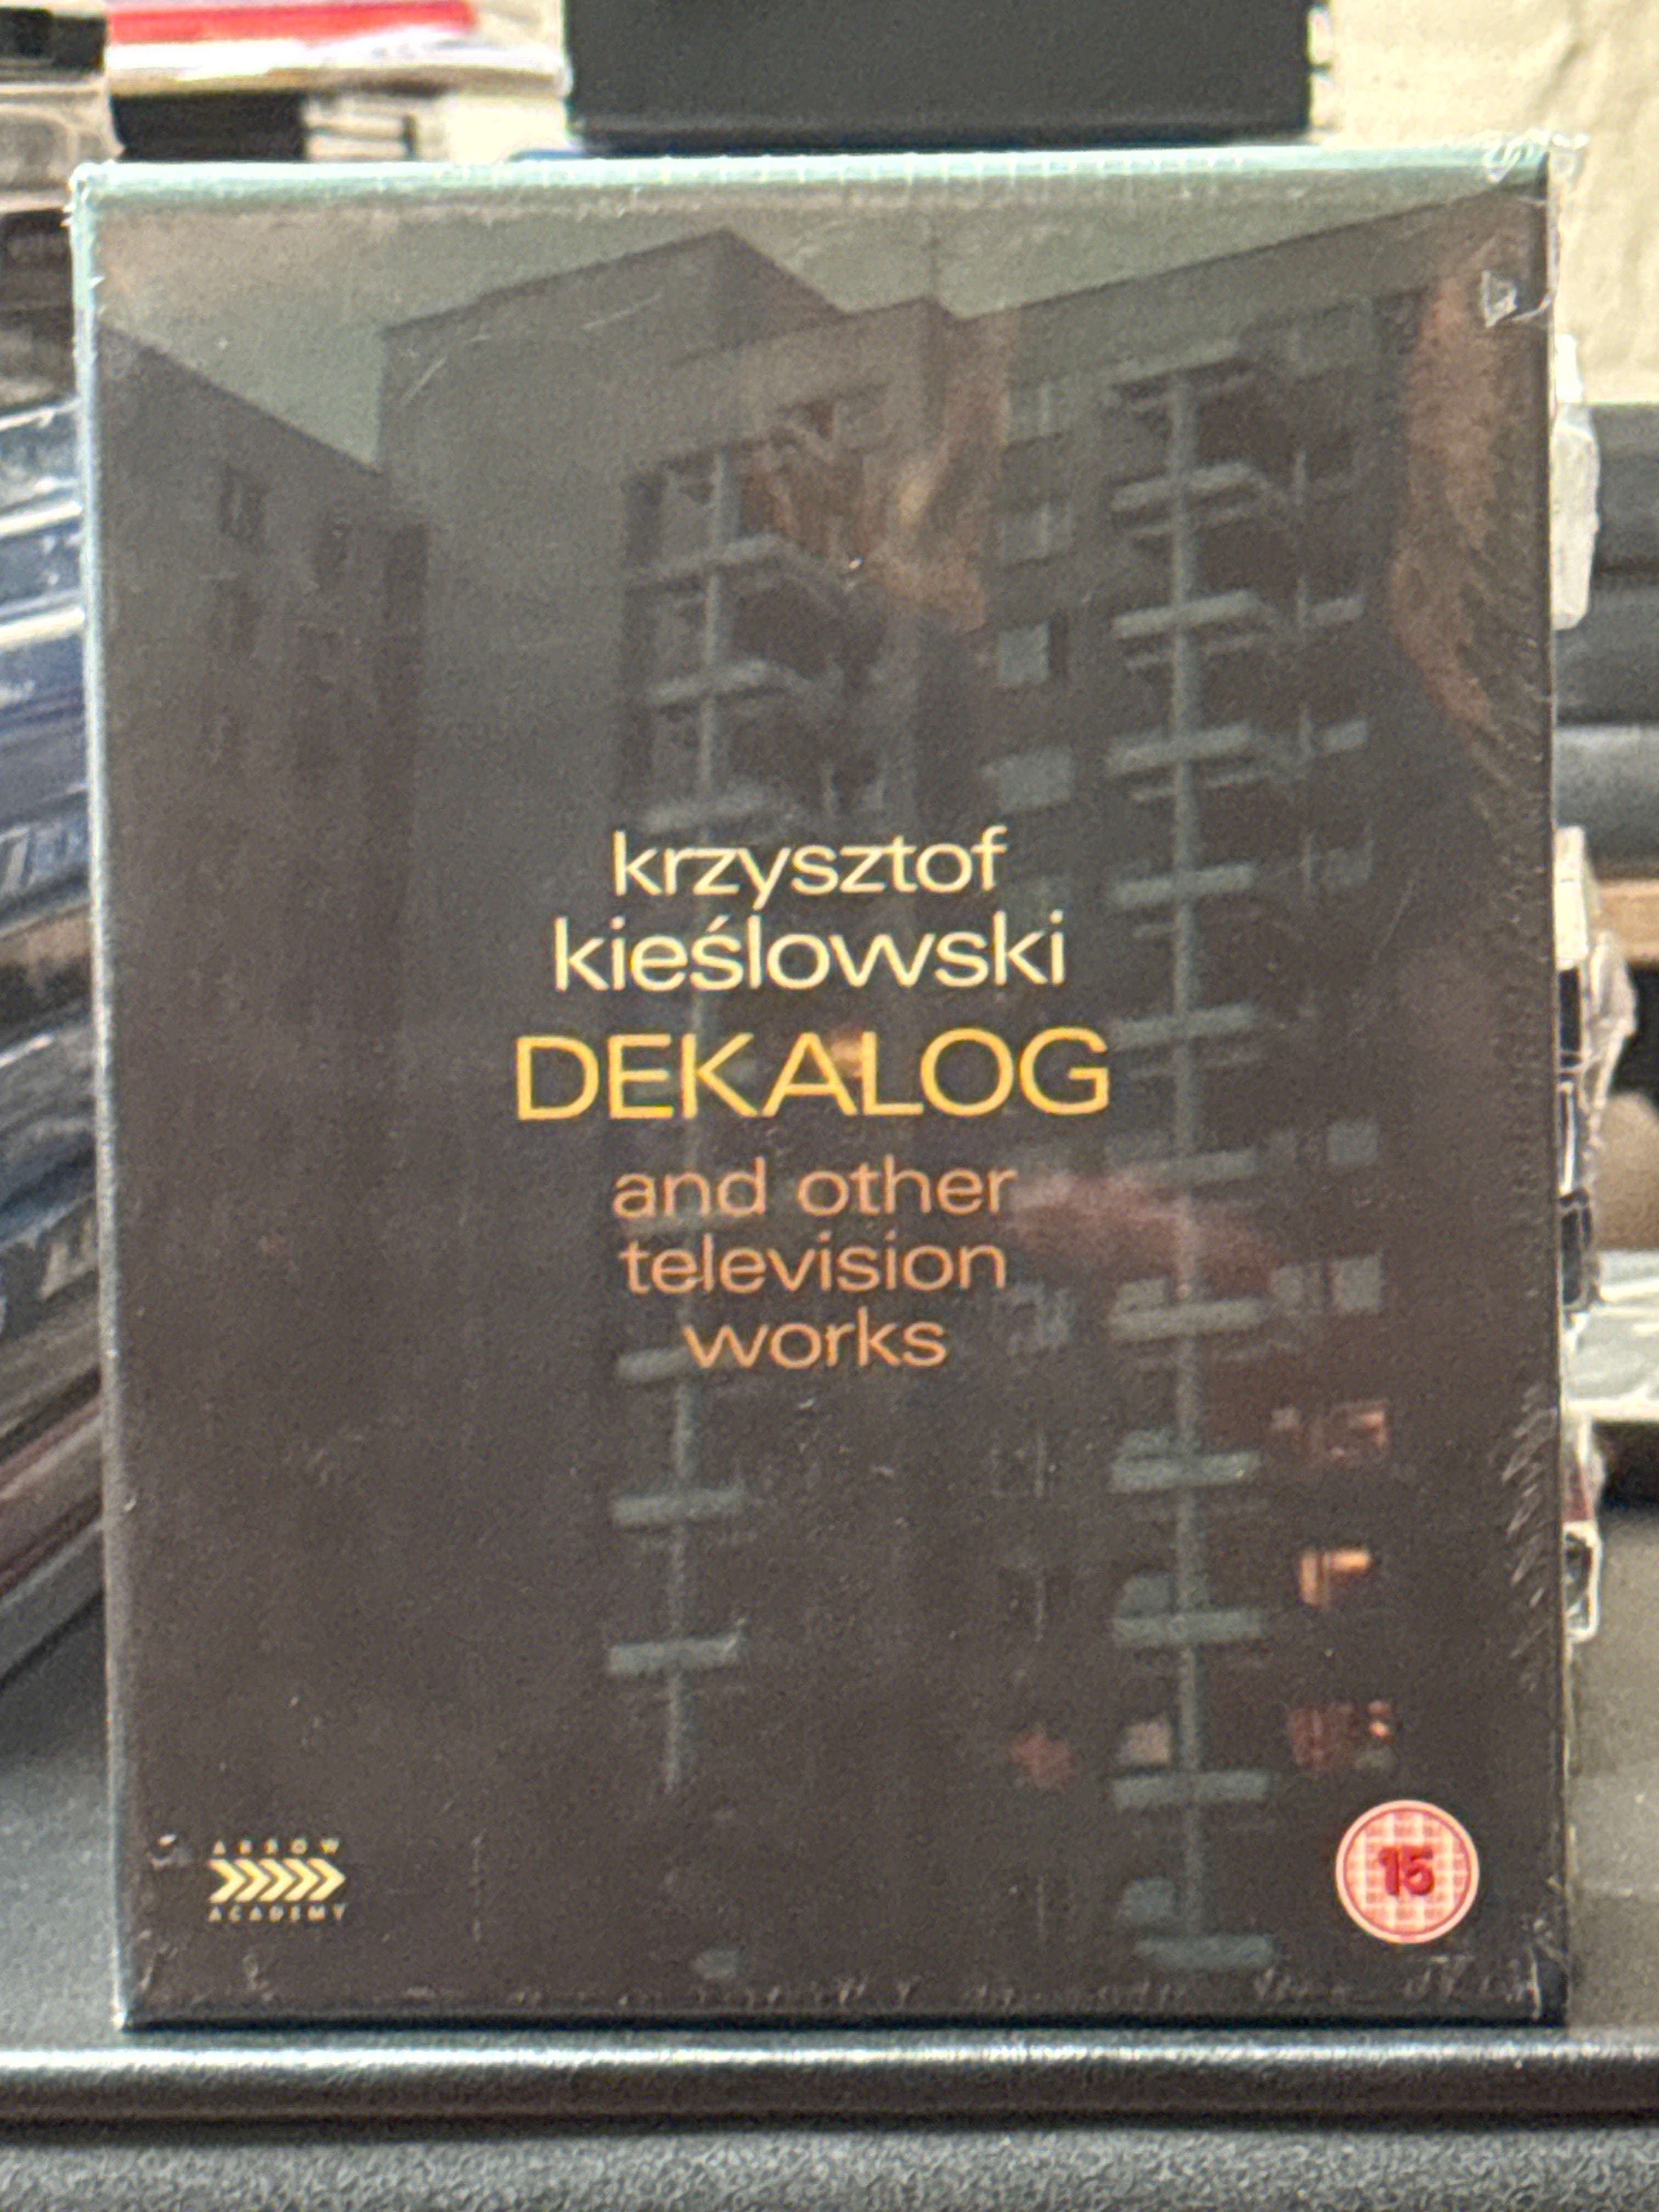 krzysztof
kieślowski
DEKALOG
and other
television
works
ARROW
ACADEMY
15